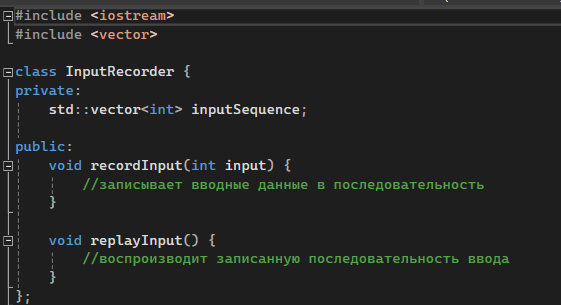 #include <iostream>
#include <vector>
class InputRecorder {
private:
std::vector<int> inputSequence;
public:
void recordInput(int input) {
//записывает вводные данные в последовательность
}
void replayInput() {
//воспроизводит записанную последовательность ввода
}
};